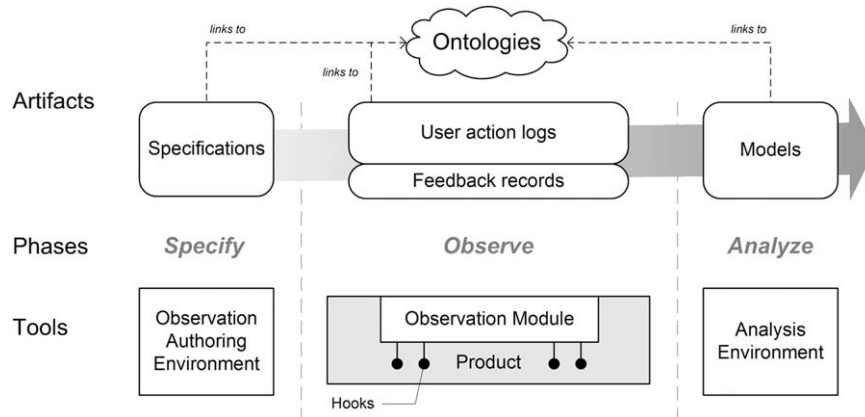 links to
Ontologies
links to
links to
Artifacts
Specifications
User action logs
Feedback records
Models
Phases
Specify
Observe
Analyze
Tools
Observation
Authoring
Environment
Observation Module
Product
Hooks
Analysis
Environment